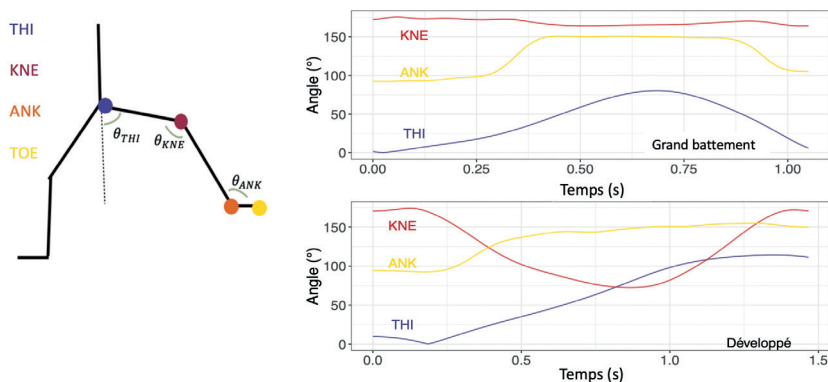 THI
KNE
ANK
TOE
θTHI
θKNE
θANK
Angle (°)
150
100
50
0
KNE
ANK
THI
Grand battement
0.00
0.25
0.50
0.75
1.00
Temps (s)
Angle (°)
150
100
50
0
KNE
ANK
THI
Développé
0.0
0.5
1.0
1.5
Temps (s)